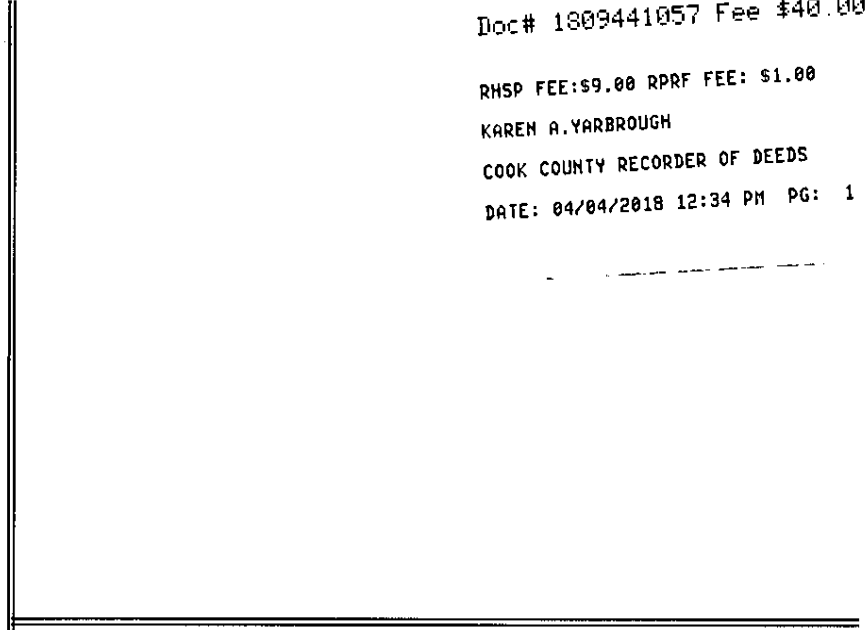 Doc# 1809441057 Fee $40.00
RHSP FEE:$9.00 RPRF FEE: $1.00
KAREN A.YARBROUGH
COOK COUNTY RECORDER OF DEEDS
DATE: 04/04/2018 12:34 PM PG: 1